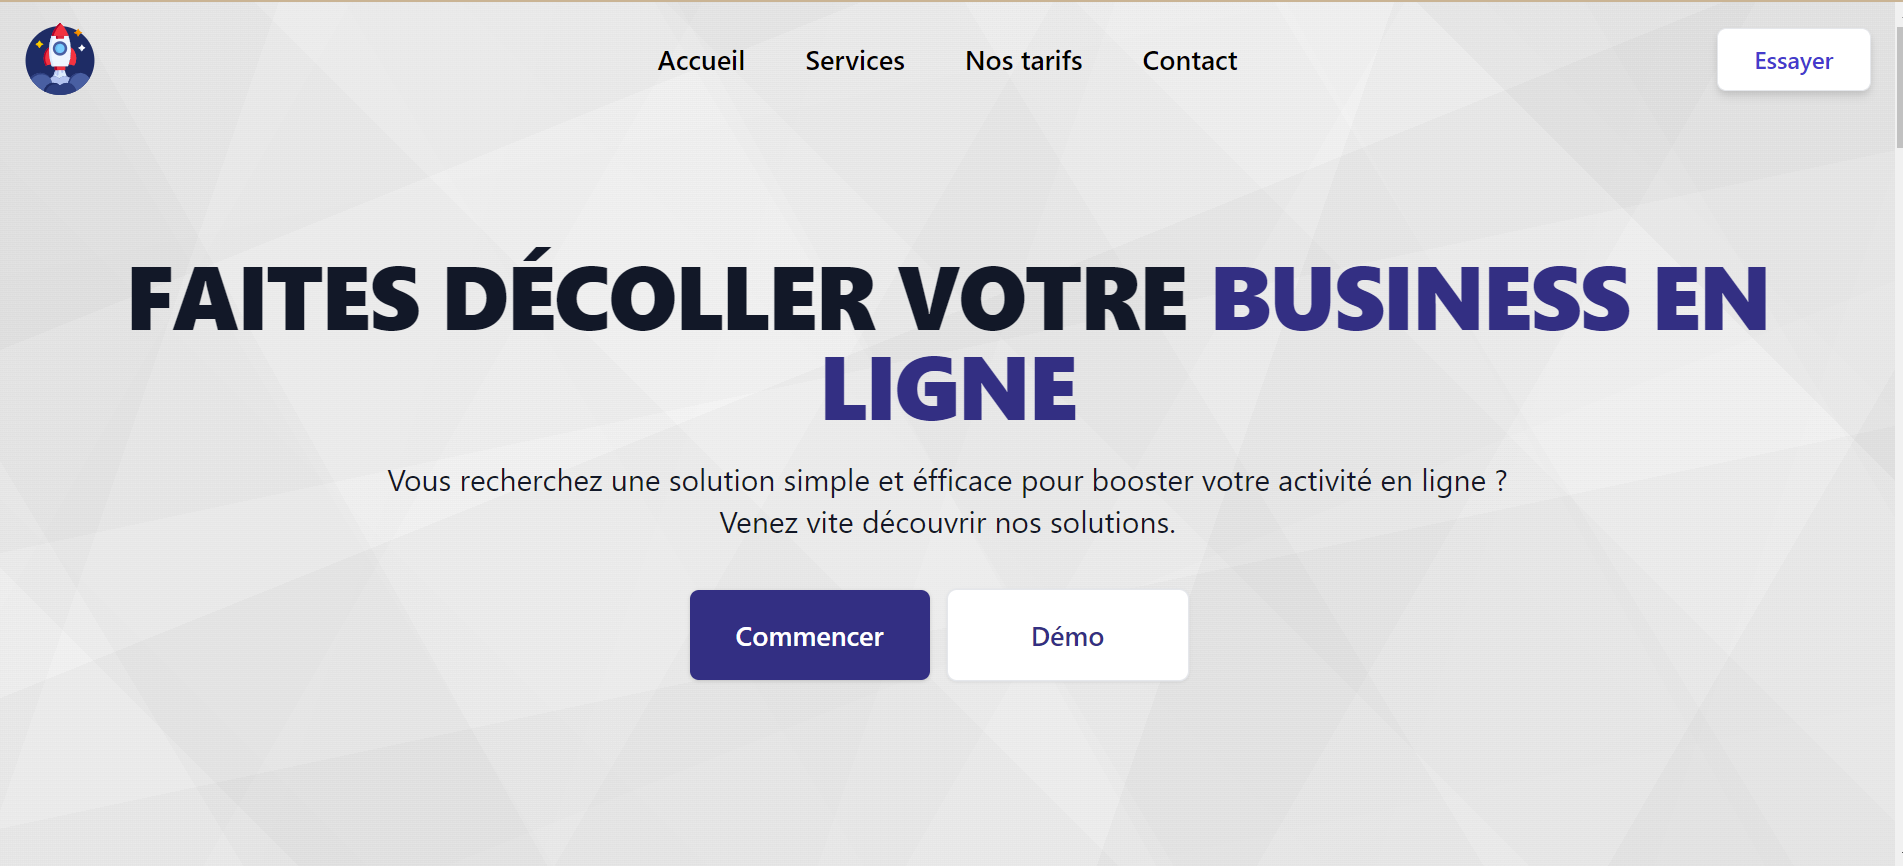 Accueil Services Nos tarifs Contact Essayer
FAITES DÉCOLLER VOTRE BUSINESS EN
LIGNE
Vous recherchez une solution simple et éfficace pour booster votre activité en ligne ?
Venez vite découvrir nos solutions.
Commencer Démo